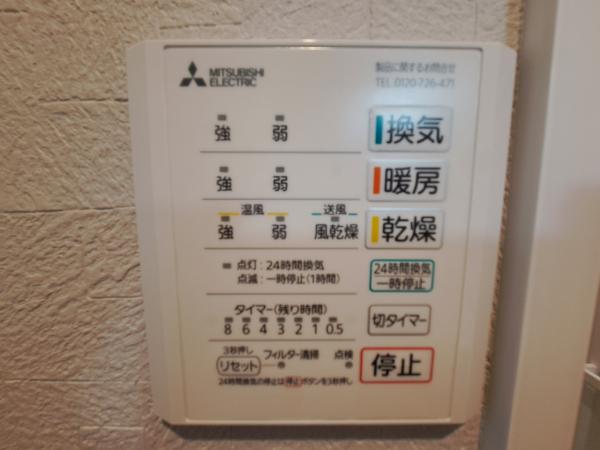 MITSUBISHI
ELECTRIC
製品に関するお問合せ
TEL.0120-726-471
強 弱 換気
強 弱 暖房
温風 送風
強 弱 風乾燥 乾燥
点灯:24時間換気
点滅:一時停止(1時間)
24時間換気
一時停止
タイマー(残り時間)
8 6 4 3 2 1 0.5
切タイマー
3秒押し
リセット フィルター清掃 点検
停止
24時間換気の停止は停止ボタンを3秒押し